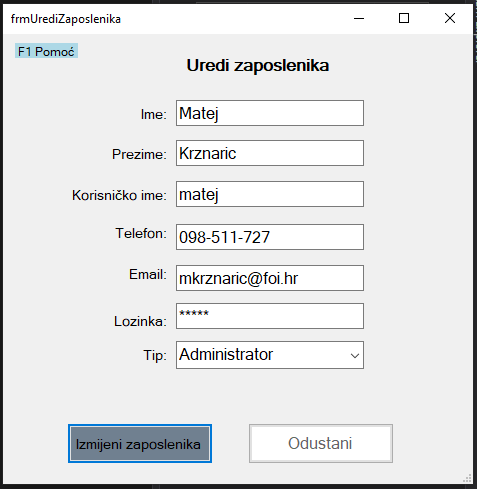 frmUrediZaposlenika
F1 Pomoć
Uredi zaposlenika
Ime: Matej
Prezime: Krznaric
Korisničko ime: matej
Telefon: 098-511-727
Email: mkrznaric@foi.hr
Lozinka: *****
Tip: Administrator
Izmijeni zaposlenika Odustani